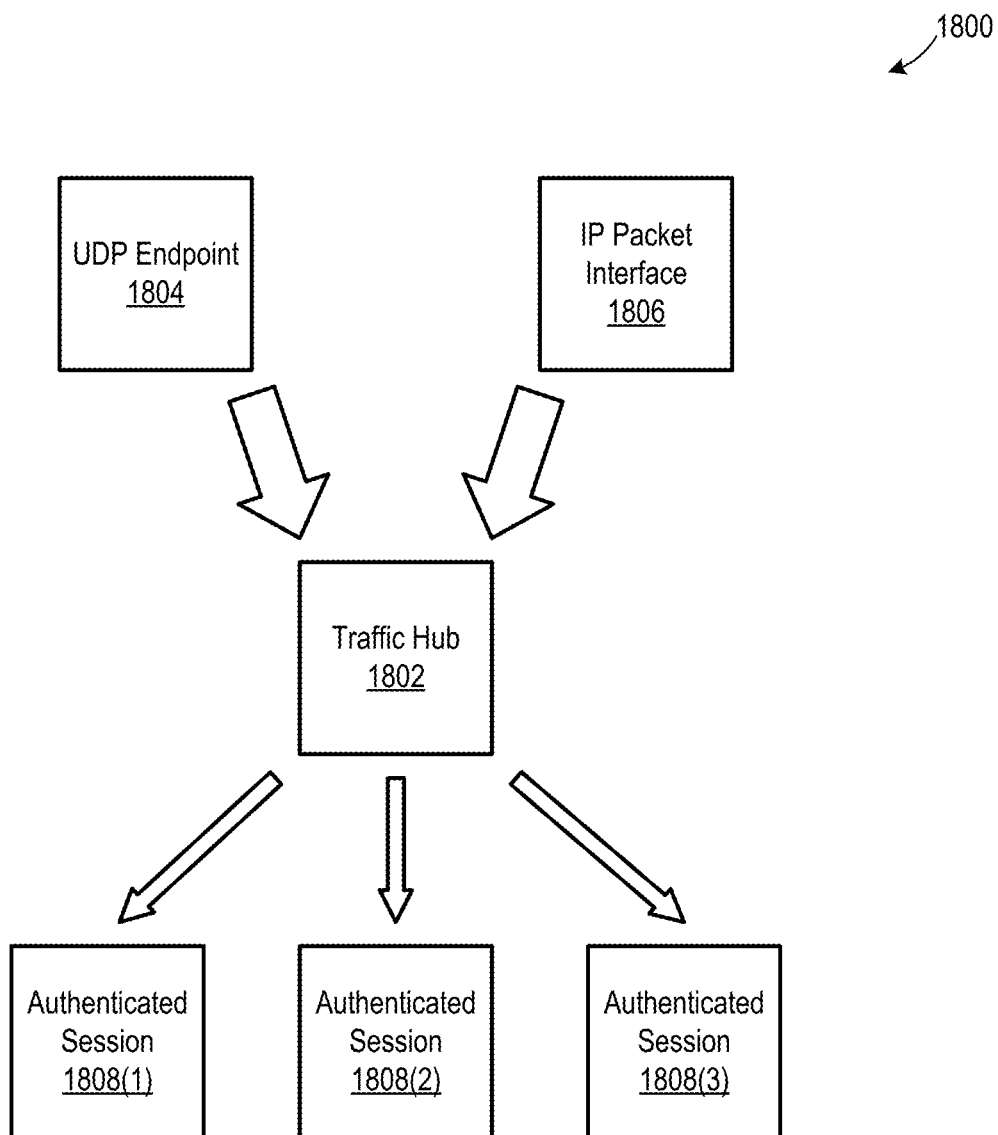 1800
UDP Endpoint
1804
IP Packet
Interface
1806
Traffic Hub
1802
Authenticated
Session
1808(1)
Authenticated
Session
1808(2)
Authenticated
Session
1808(3)